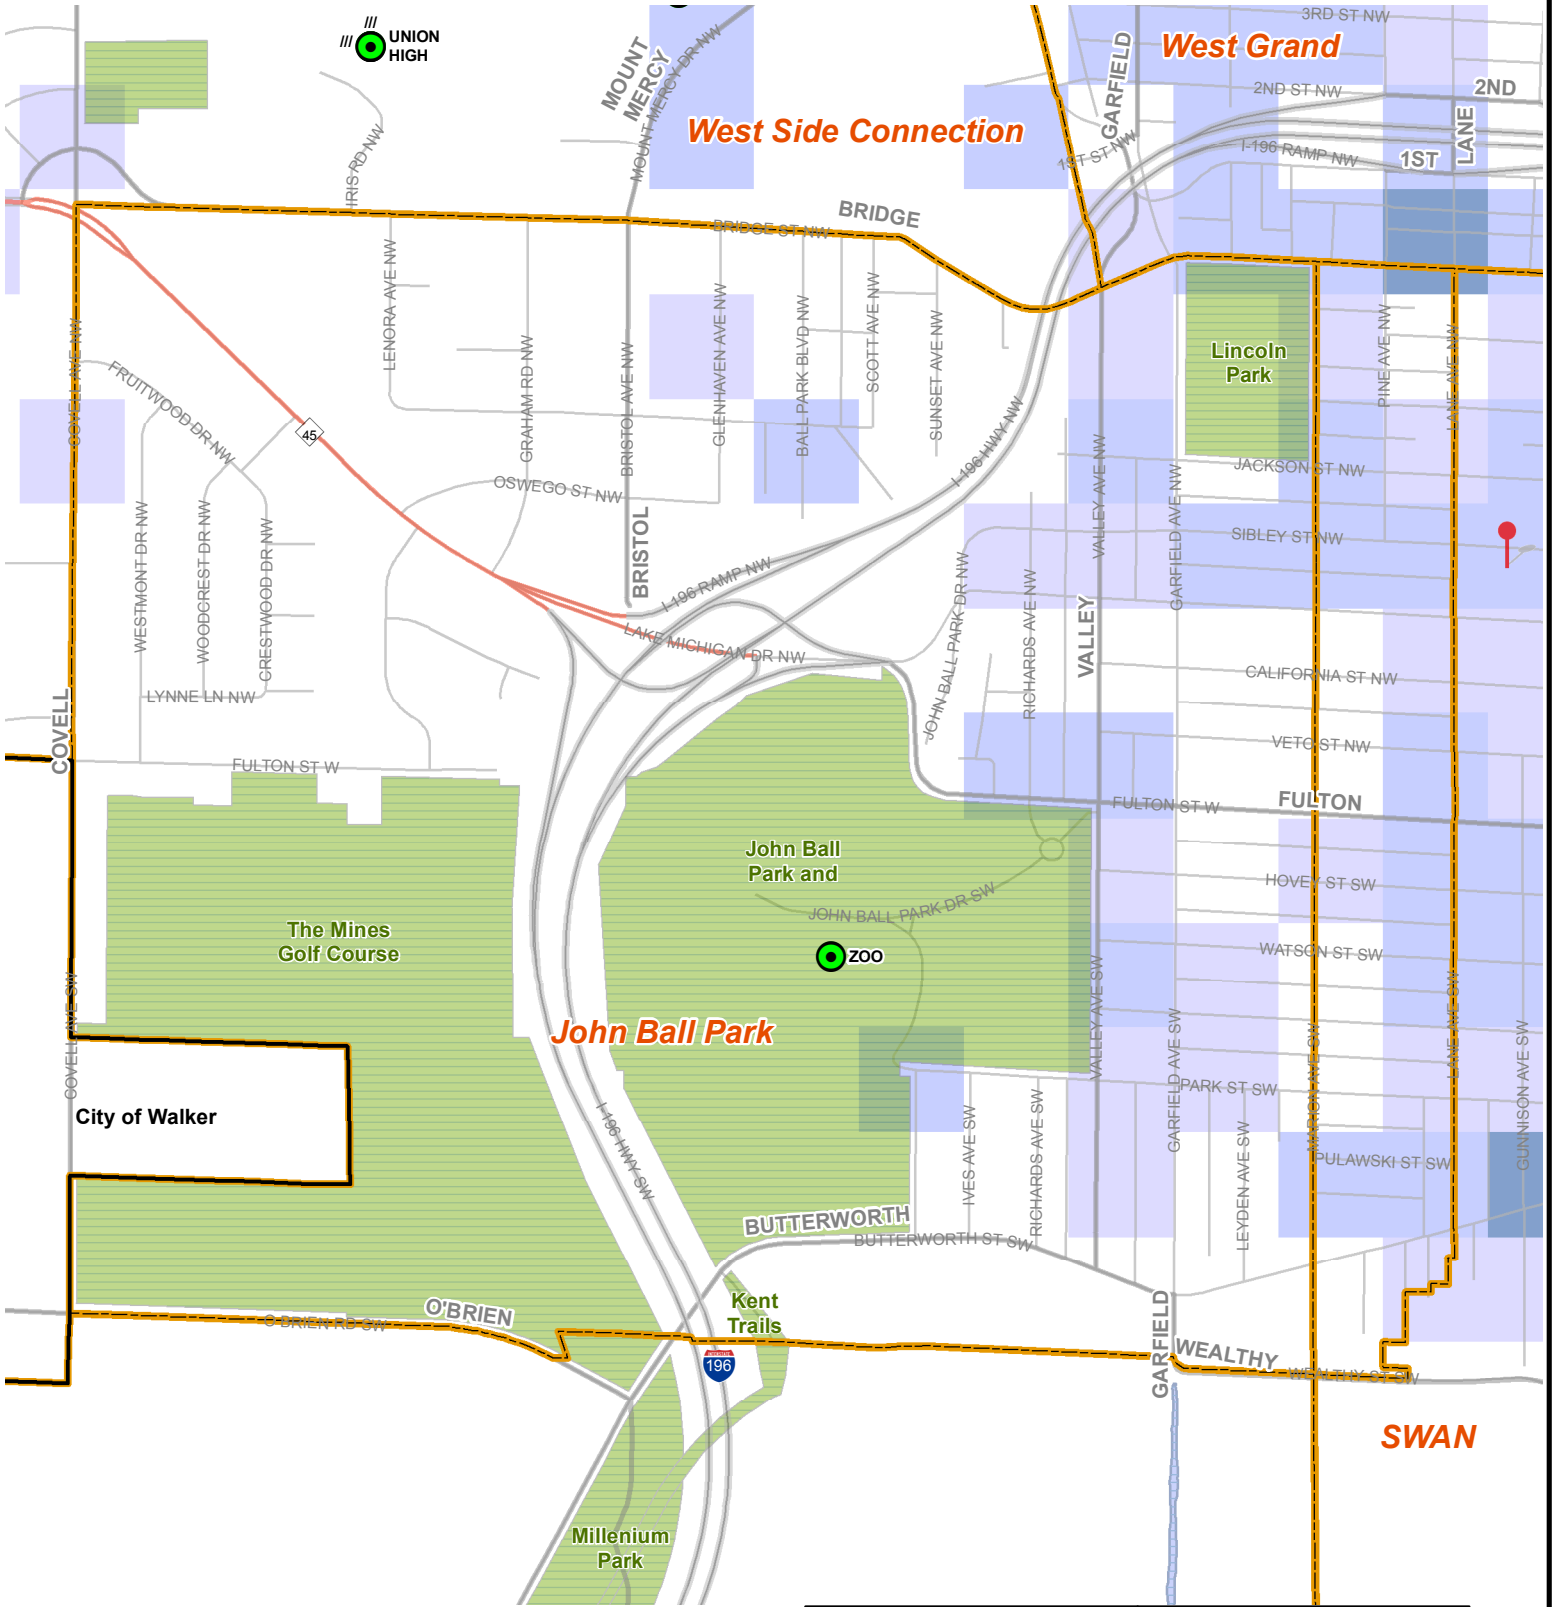 3RD ST NW
UNION
HIGH
///
///
MOUNT
MERCY
MOUNT MERCY DR NW
GARFIELD
West Grand
2ND ST NW
2ND
LANE
West Side Connection
1ST ST NW
I-196 RAMP NW
1ST
IRIS RD NW
BRIDGE
BRIDGE ST NW
LENORA AVE NW
GRAHAM RD NW
BRISTOL AVE NW
GLENHAVEN AVE NW
BALL PARK BLVD NW
SCOTT AVE NW
SUNSET AVE NW
COVELL AVE NW
FRUITWOOD DR NW
45
Lincoln
Park
PINE AVE NW
LANE AVE NW
I-196 HWY NW
VALLEY AVE NW
GARFIELD AVE NW
JACKSON ST NW
OSWEGO ST NW
BRISTOL
SIBLEY ST NW
WESTMONT DR NW
WOODCREST DR NW
CRESTWOOD DR NW
I-196 RAMP NW
LAKE MICHIGAN DR NW
JOHN BALL PARK DR NW
RICHARDS AVE NW
VALLEY
CALIFORNIA ST NW
LYNNE LN NW
COVELL
VETO ST NW
FULTON ST W
FULTON ST W
FULTON
John Ball
Park and
JOHN BALL PARK DR SW
HOVEY ST SW
The Mines
Golf Course
ZOO
WATSON ST SW
COVELL AVE SW
John Ball Park
VALLEY AVE SW
GARFIELD AVE SW
MARION AVE SW
LANE AVE SW
GUNNISON AVE SW
City of Walker
I-196 HWY SW
IVES AVE SW
RICHARDS AVE SW
PARK ST SW
LEYDEN AVE SW
PULAWSKI ST SW
BUTTERWORTH
BUTTERWORTH ST SW
O'BRIEN
O BRIEN RD SW
Kent
Trails
196
GARFIELD
WEALTHY
WEALTHY ST SW
SWAN
Millenium
Park